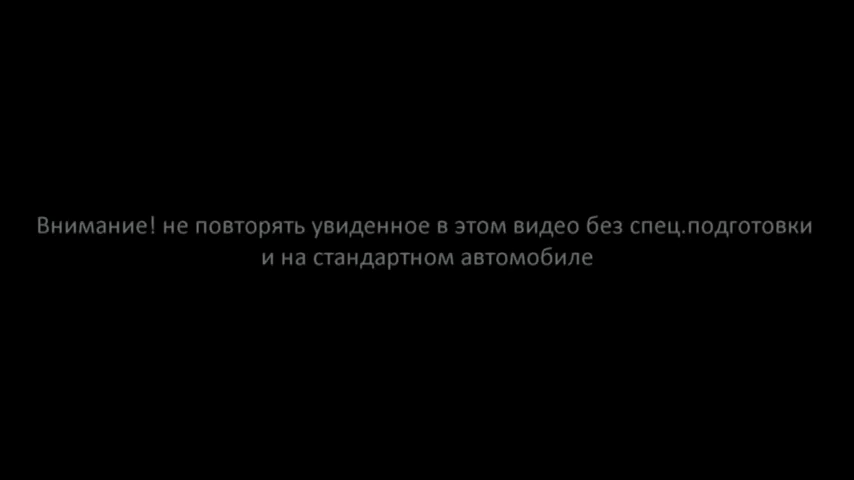 Внимание! не повторять увиденное в этом видео без спец.подготовки
и на стандартном автомобиле